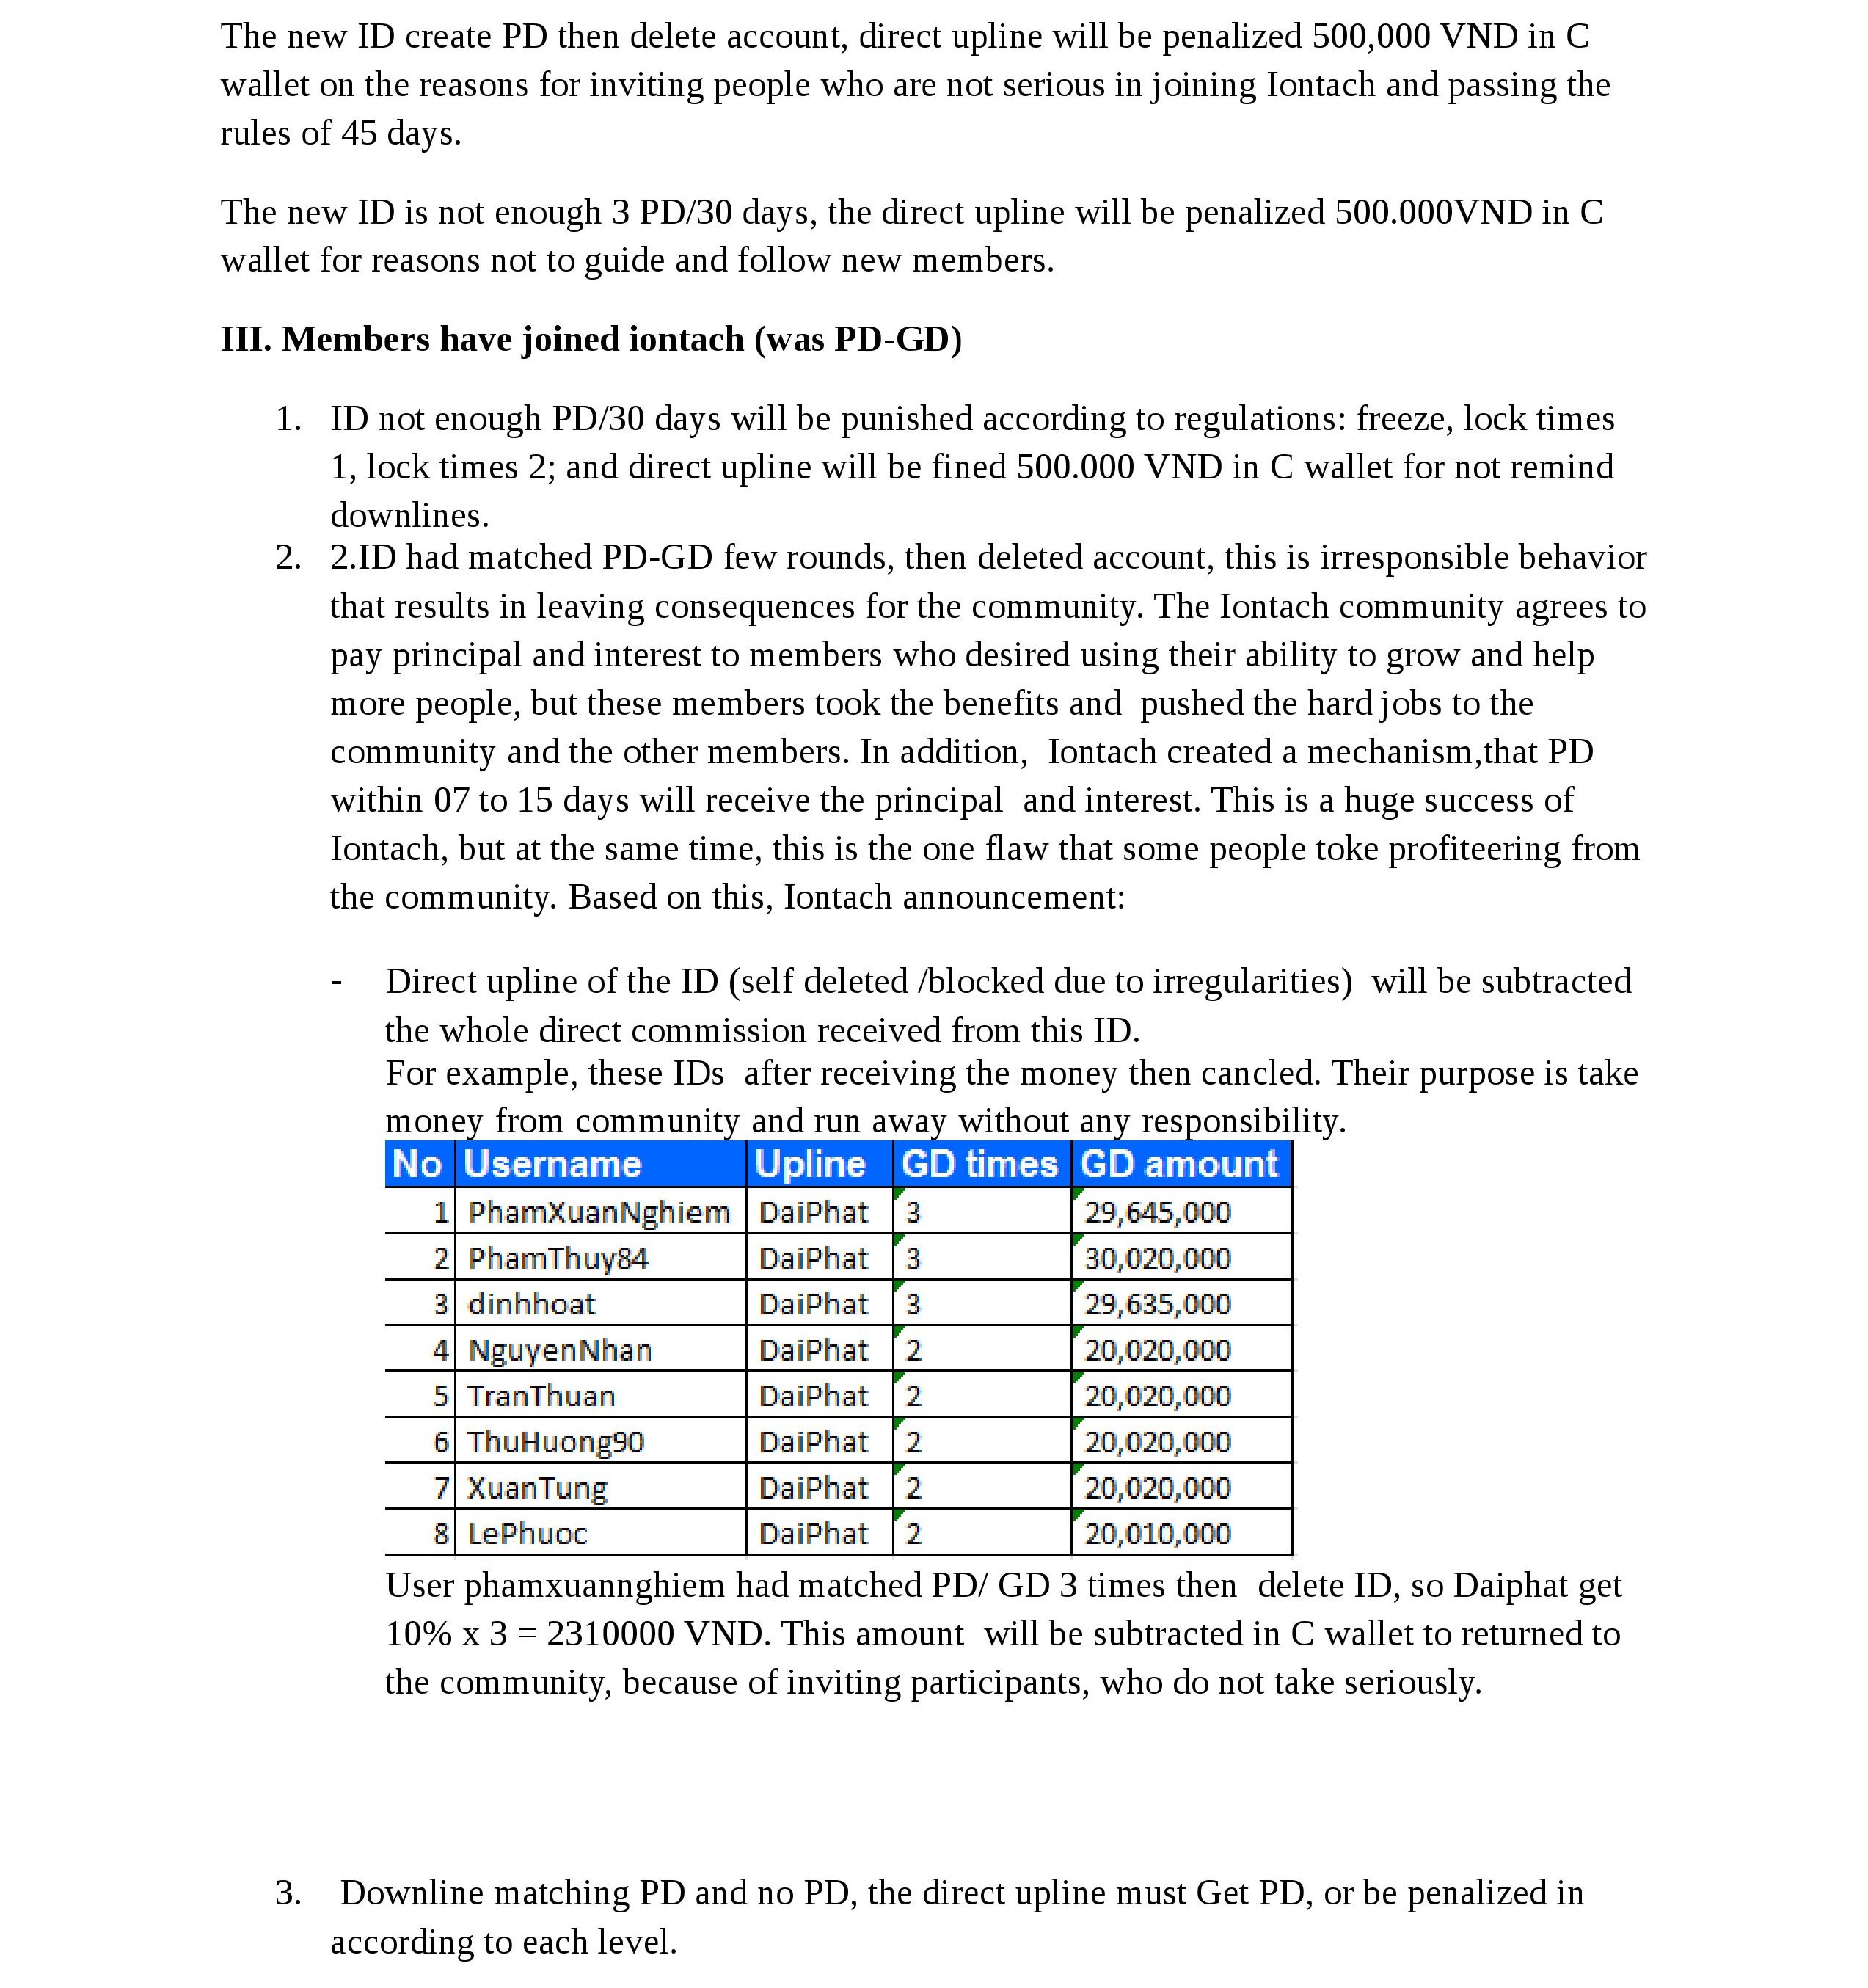 The new ID create PD then delete account, direct upline will be penalized 500,000 VND in C
wallet on the reasons for inviting people who are not serious in joining Iontach and passing the
rules of 45 days.
The new ID is not enough 3 PD/30 days, the direct upline will be penalized 500.000VND in C
wallet for reasons not to guide and follow new members.
III. Members have joined iontach (was PD-GD)
1. ID not enough PD/30 days will be punished according to regulations: freeze, lock times
1, lock times 2; and direct upline will be fined 500.000 VND in C wallet for not remind
downlines.
2. 2.ID had matched PD-GD few rounds, then deleted account, this is irresponsible behavior
that results in leaving consequences for the community. The Iontach community agrees to
pay principal and interest to members who desired using their ability to grow and help
more people, but these members took the benefits and  pushed the hard jobs to the
community and the other members. In addition,  Iontach created a mechanism,that PD
within 07 to 15 days will receive the principal  and interest. This is a huge success of
Iontach, but at the same time, this is the one flaw that some people toke profiteering from
the community. Based on this, Iontach announcement:
- Direct upline of the ID (self deleted /blocked due to irregularities)  will be subtracted
the whole direct commission received from this ID.
For example, these IDs  after receiving the money then cancled. Their purpose is take
money from community and run away without any responsibility.
No Username Upline GD times GD amount
1 PhamXuanNghiem DaiPhat 3 29,645,000
2 PhamThuy84 DaiPhat 3 30,020,000
3 dinhhoat DaiPhat 3 29,635,000
4 NguyenNhan DaiPhat 2 20,020,000
5 TranThuan DaiPhat 2 20,020,000
6 ThuHuong90 DaiPhat 2 20,020,000
7 XuanTung DaiPhat 2 20,020,000
8 LePhuoc DaiPhat 2 20,010,000
User phamxuannghiem had matched PD/ GD 3 times then  delete ID, so Daiphat get
10% x 3 = 2310000 VND. This amount  will be subtracted in C wallet to returned to
the community, because of inviting participants, who do not take seriously.
3. Downline matching PD and no PD, the direct upline must Get PD, or be penalized in
according to each level.